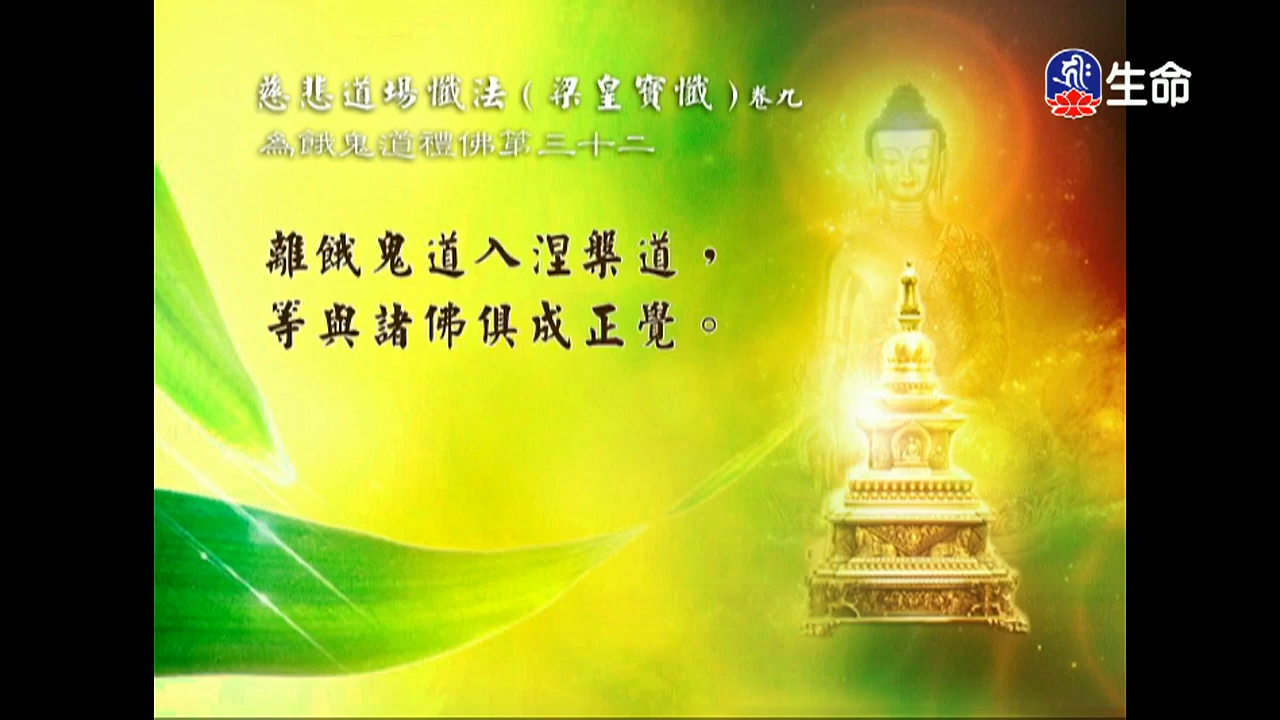 慈悲道場懺法(梁皇寶懺)卷九
為餓鬼道禮佛第三十二
生命
離餓鬼道入涅槃道，
等與諸佛俱成正覺。